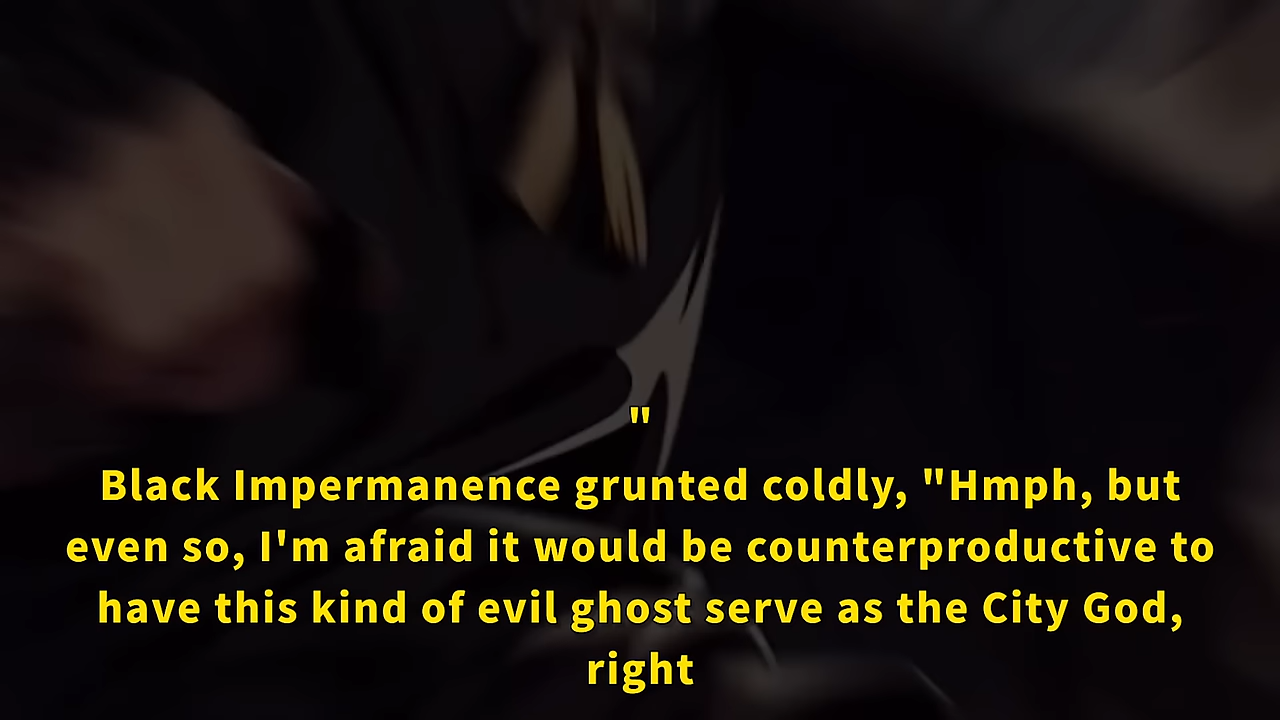 "
Black Impermanence grunted coldly, "Hmph, but
even so, I'm afraid it would be counterproductive to
have this kind of evil ghost serve as the City God,
right